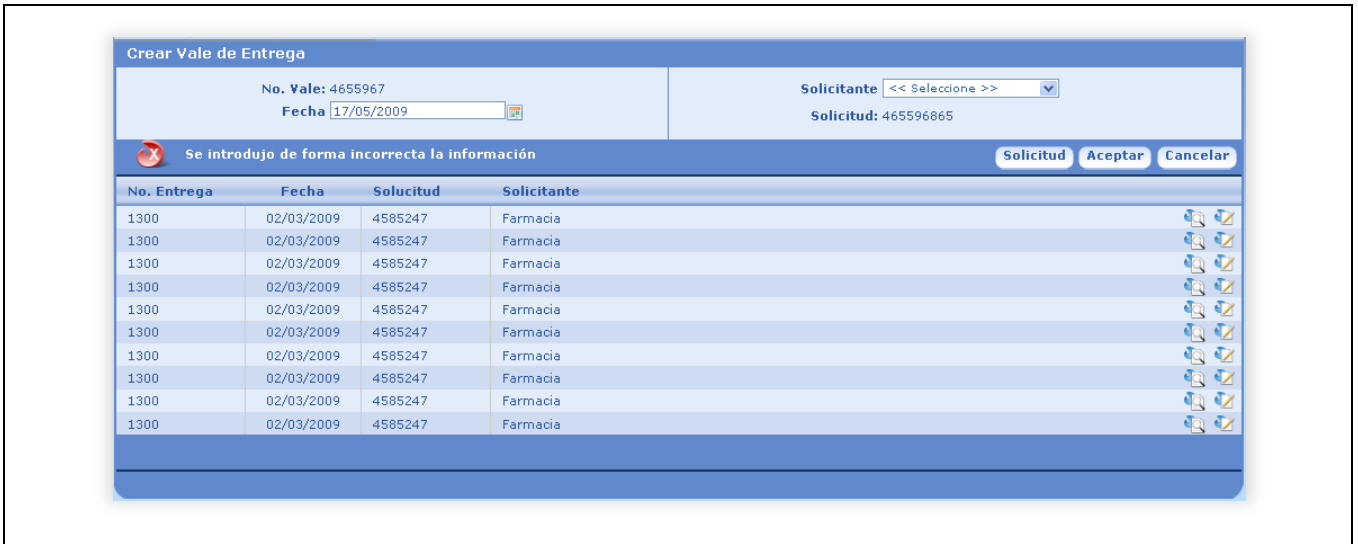 Crear Vale de Entrega
No. Vale: 4655967
Fecha 17/05/2009
Solicitante << Seleccione >>
Solicitud: 465596865
Se introdujo de forma incorrecta la información
Solicitud Aceptar Cancelar
No. Entrega Fecha Solucitud Solicitante
1300 02/03/2009 4585247 Farmacia
1300 02/03/2009 4585247 Farmacia
1300 02/03/2009 4585247 Farmacia
1300 02/03/2009 4585247 Farmacia
1300 02/03/2009 4585247 Farmacia
1300 02/03/2009 4585247 Farmacia
1300 02/03/2009 4585247 Farmacia
1300 02/03/2009 4585247 Farmacia
1300 02/03/2009 4585247 Farmacia
1300 02/03/2009 4585247 Farmacia